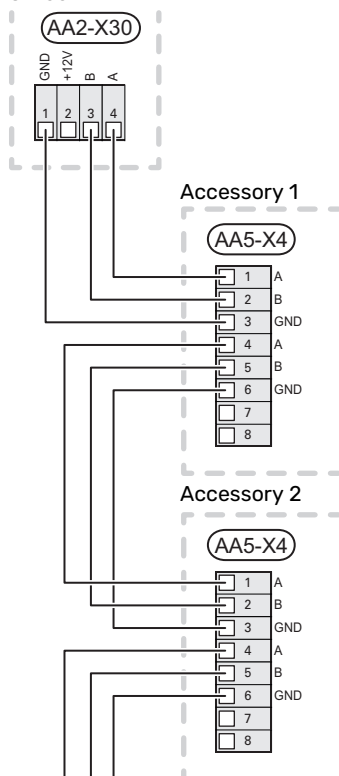 AA2-X30
GND +12V B A
1 2 3 4
Accessory 1
AA5-X4
1 A
2 B
3 GND
4 A
5 B
6 GND
7
8
Accessory 2
AA5-X4
1 A
2 B
3 GND
4 A
5 B
6 GND
7
8